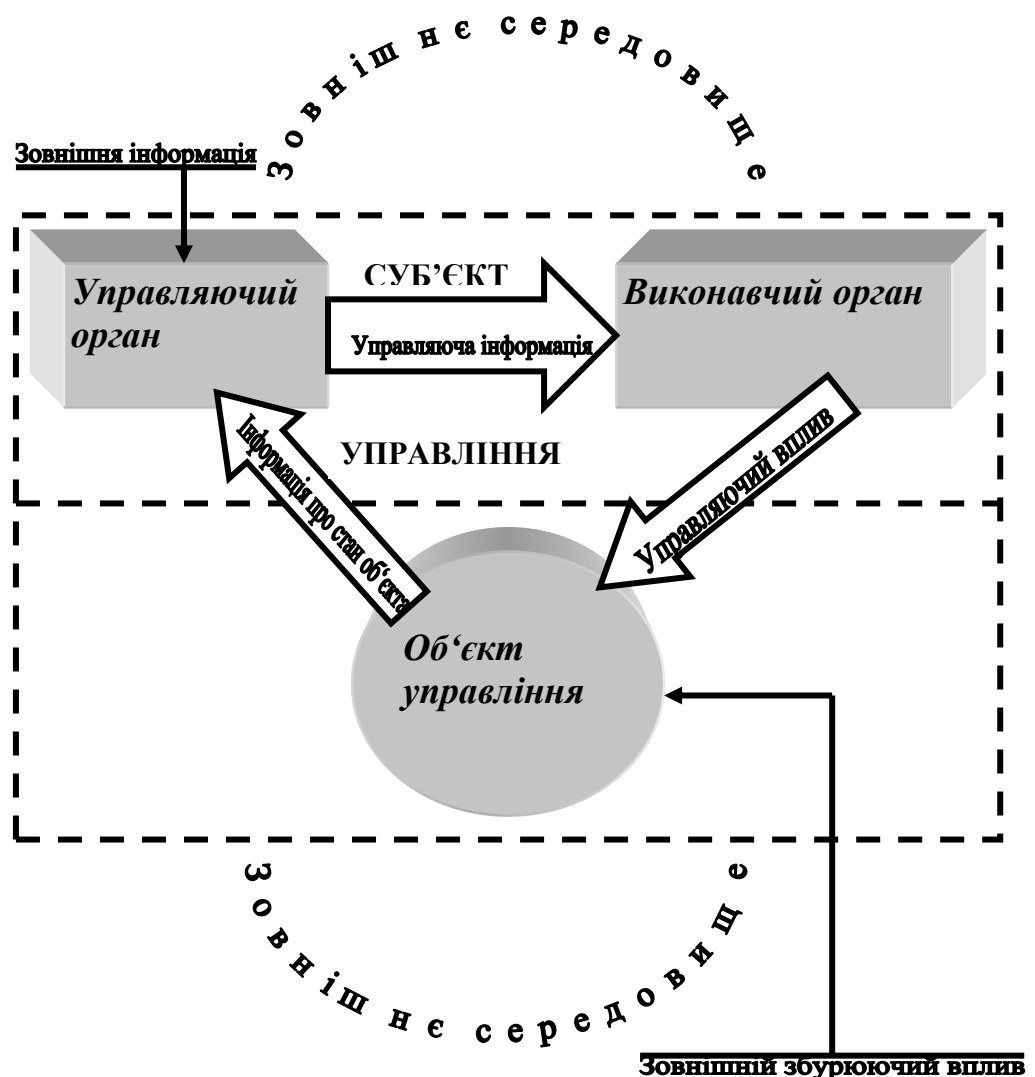 Зовнішнє середовище
Зовнішня інформація
СУБ’ЄКТ
Управляючий
орган
Виконавчий орган
Управляюча інформація
УПРАВЛІННЯ
Інформація про стан об‘єкта
Управляючий вплив
Об‘єкт
управління
Зовнішнє середовище
Зовнішній збурюючий вплив